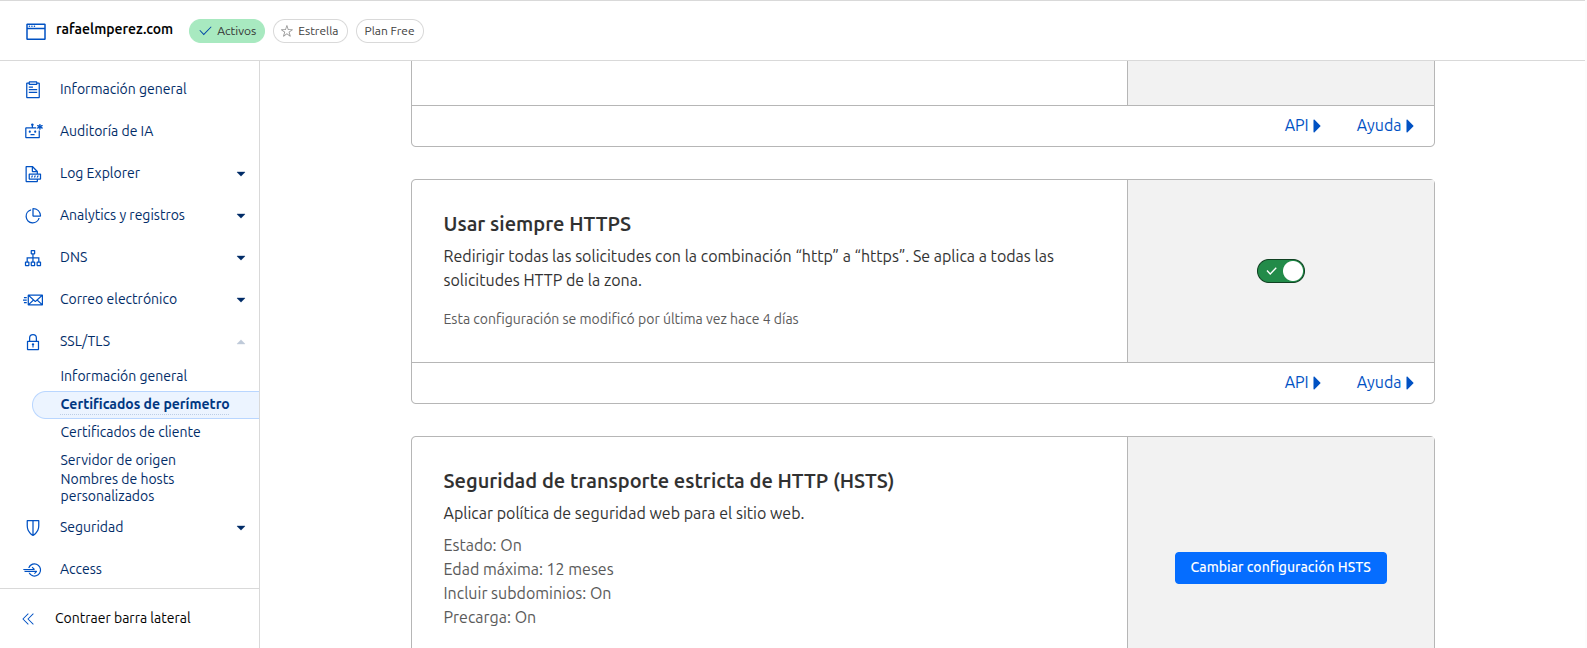 rafaelmperez.com
Activos
Estrella
Plan Free
Información general
Auditoría de IA
Log Explorer
Analytics y registros
DNS
Correo electrónico
SSL/TLS
Información general
Certificados de perímetro
Certificados de cliente
Servidor de origen
Nombres de hosts
personalizados
Seguridad
Access
Contraer barra lateral
API
Ayuda
Usar siempre HTTPS
Redirigir todas las solicitudes con la combinación “http” a “https”. Se aplica a todas las
solicitudes HTTP de la zona.
Esta configuración se modificó por última vez hace 4 días
API
Ayuda
Seguridad de transporte estricta de HTTP (HSTS)
Aplicar política de seguridad web para el sitio web.
Estado: On
Edad máxima: 12 meses
Incluir subdominios: On
Precarga: On
Cambiar configuración HSTS